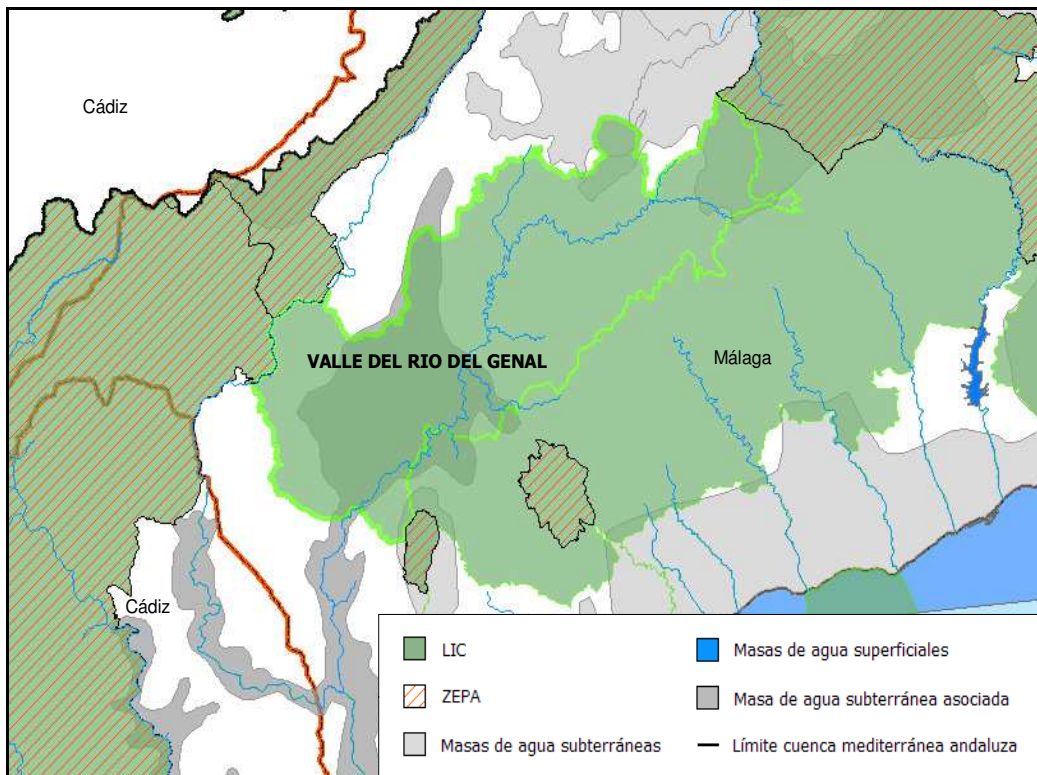 Cádiz
VALLE DEL RIO DEL GENAL
Málaga
Cádiz
LIC
ZEPA
Masas de agua subterráneas
Masas de agua superficiales
Masa de agua subterránea asociada
Límite cuenca mediterránea andaluza